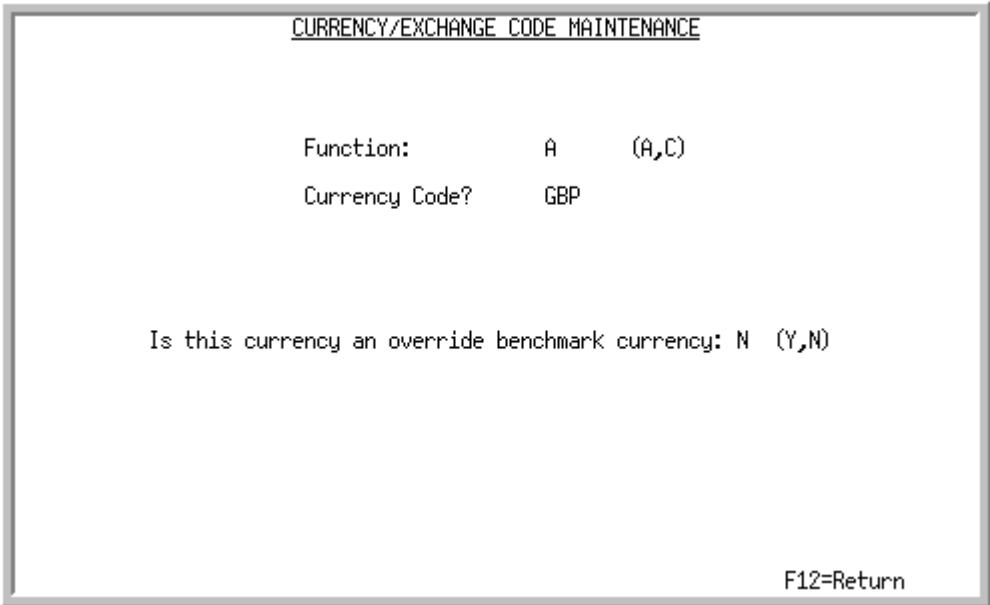 CURRENCY/EXCHANGE CODE MAINTENANCE
Function: A (A,C)
Currency Code? GBP
Is this currency an override benchmark currency: N (Y,N)
F12=Return